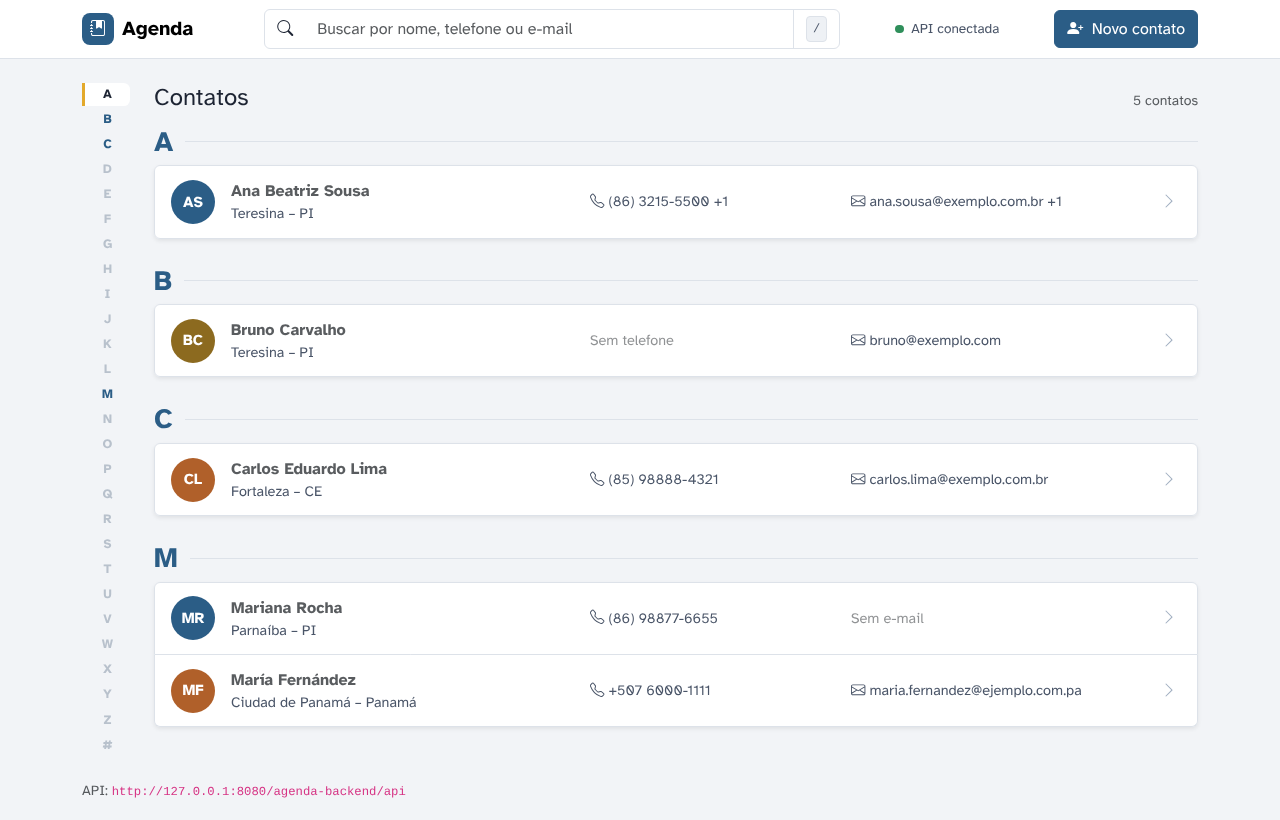 Agenda
Buscar por nome, telefone ou e-mail
/
API conectada
Novo contato
A
B
C
D
E
F
G
H
I
J
K
L
M
N
O
P
Q
R
S
T
U
V
W
X
Y
Z
#
Contatos
5 contatos
A
AS
Ana Beatriz Sousa
Teresina – PI
(86) 3215-5500 +1
ana.sousa@exemplo.com.br +1
B
BC
Bruno Carvalho
Teresina – PI
Sem telefone
bruno@exemplo.com
C
CL
Carlos Eduardo Lima
Fortaleza – CE
(85) 98888-4321
carlos.lima@exemplo.com.br
M
MR
Mariana Rocha
Parnaíba – PI
(86) 98877-6655
Sem e-mail
MF
María Fernández
Ciudad de Panamá – Panamá
+507 6000-1111
maria.fernandez@ejemplo.com.pa
API: http://127.0.0.1:8080/agenda-backend/api